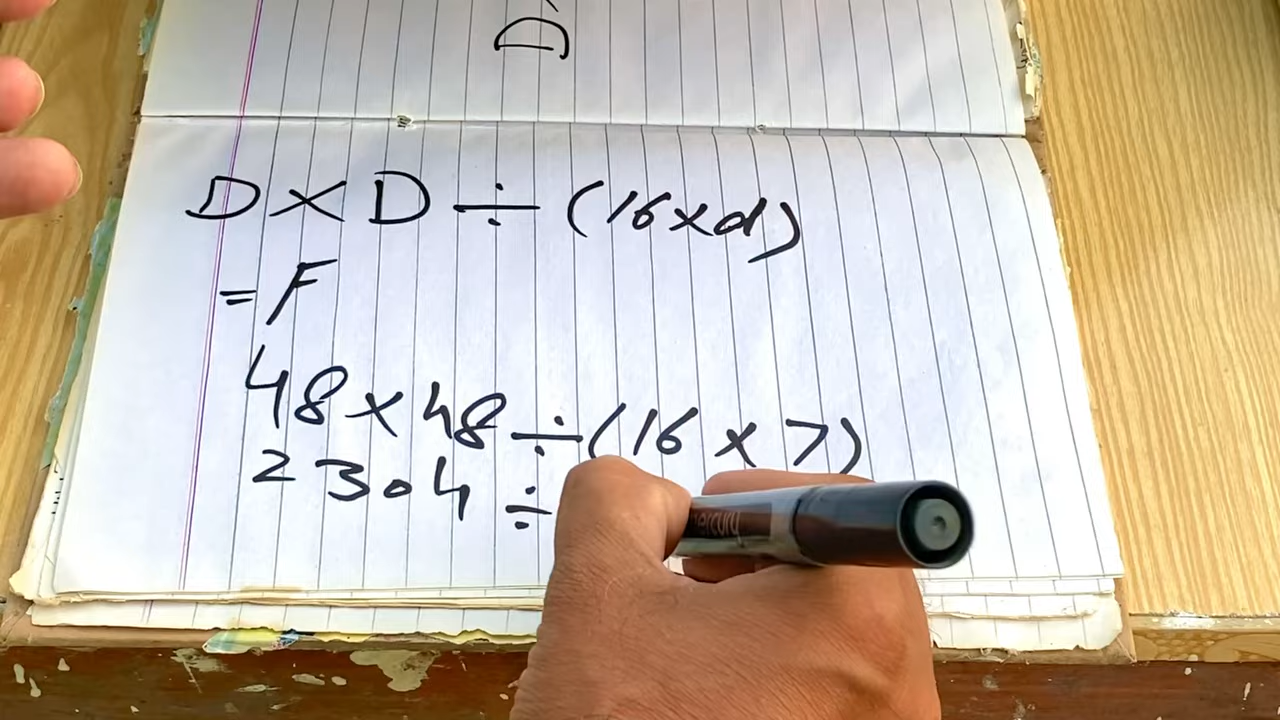 D
D × D ÷ (16 × d)
= F
48 × 48 ÷ (16 × 7)
2304 ÷